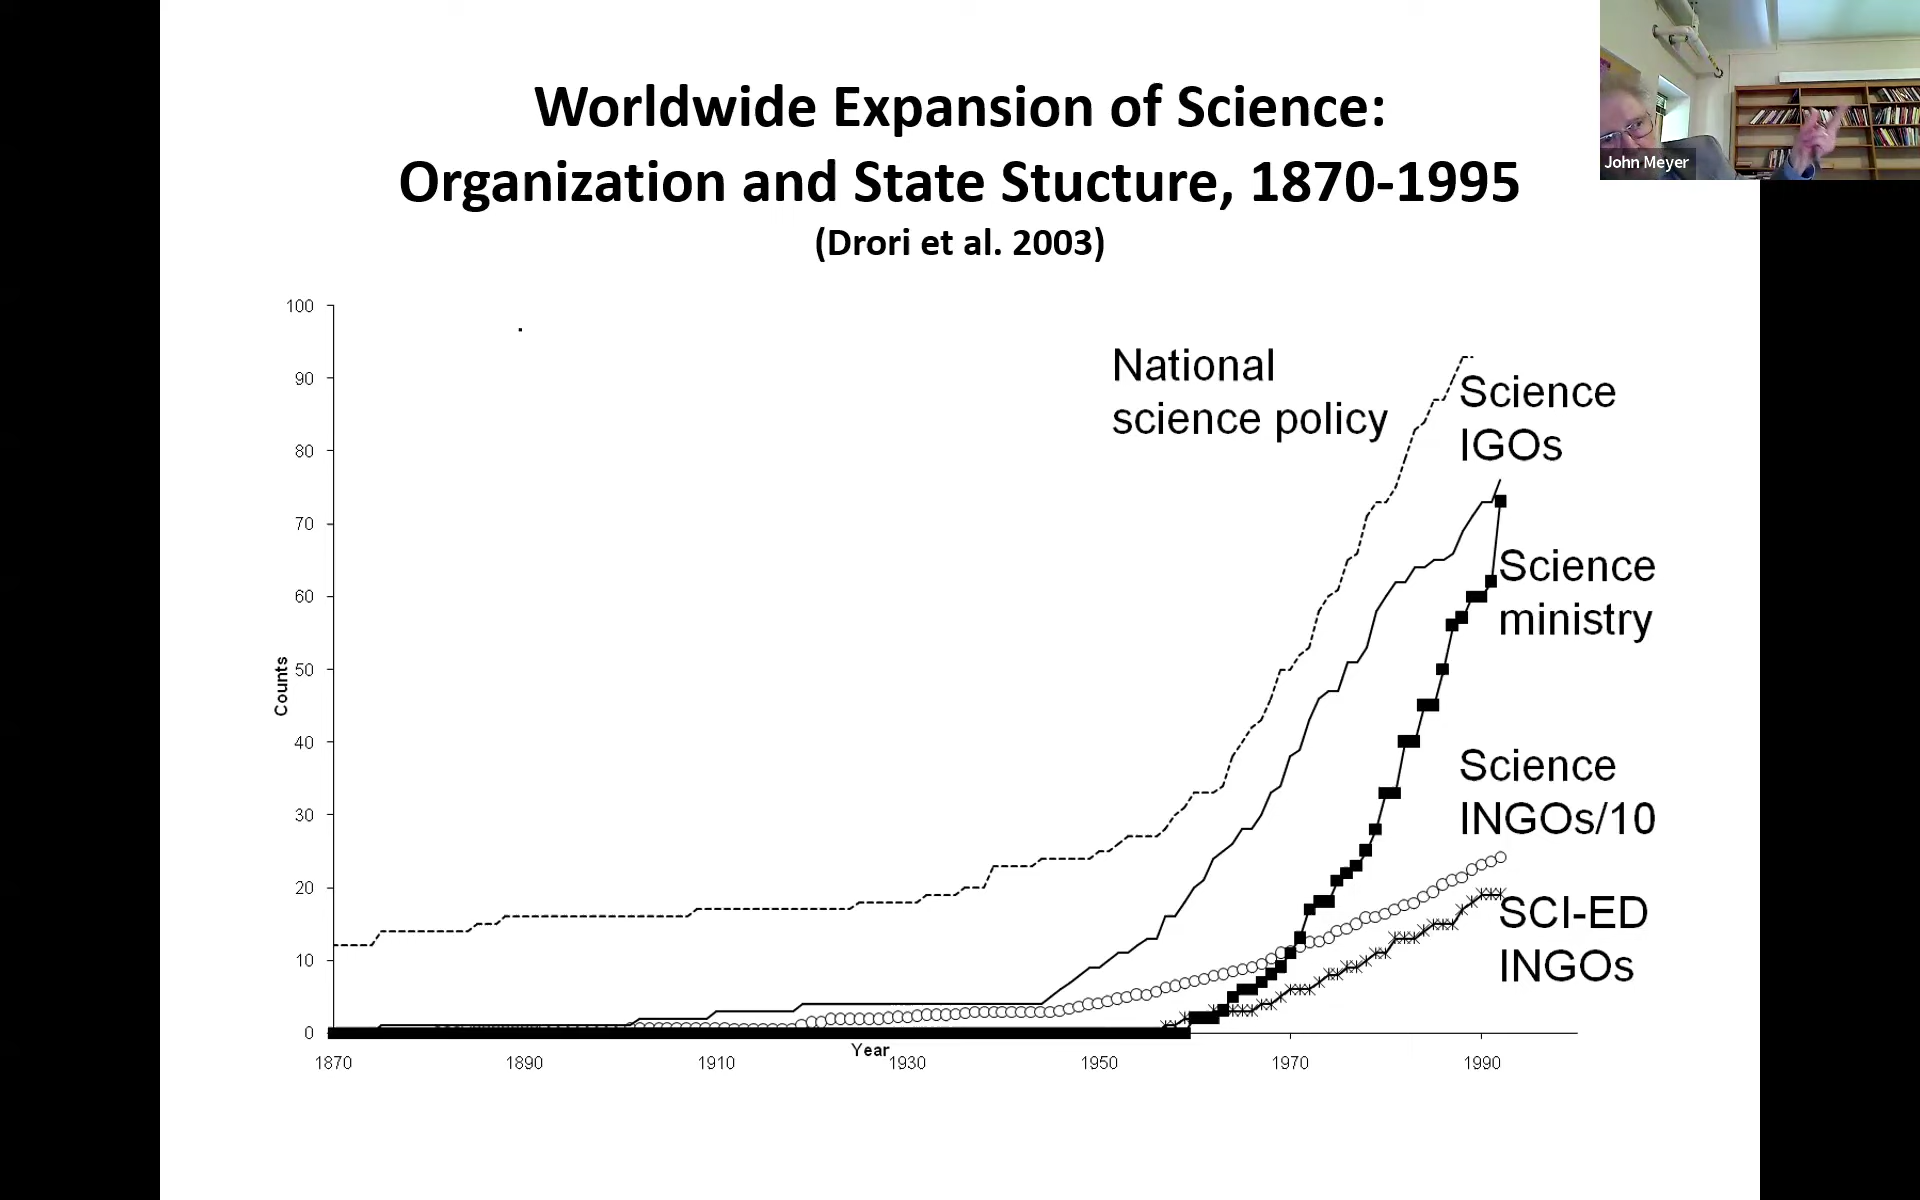 Worldwide Expansion of Science:
Organization and State Stucture, 1870-1995
(Drori et al. 2003)
John Meyer
100
90
80
70
60
50
40
30
20
10
0
Counts
National
science policy
Science
IGOs
Science
ministry
Science
INGOs/10
SCI-ED
INGOs
Year
1870
1890
1910
1930
1950
1970
1990